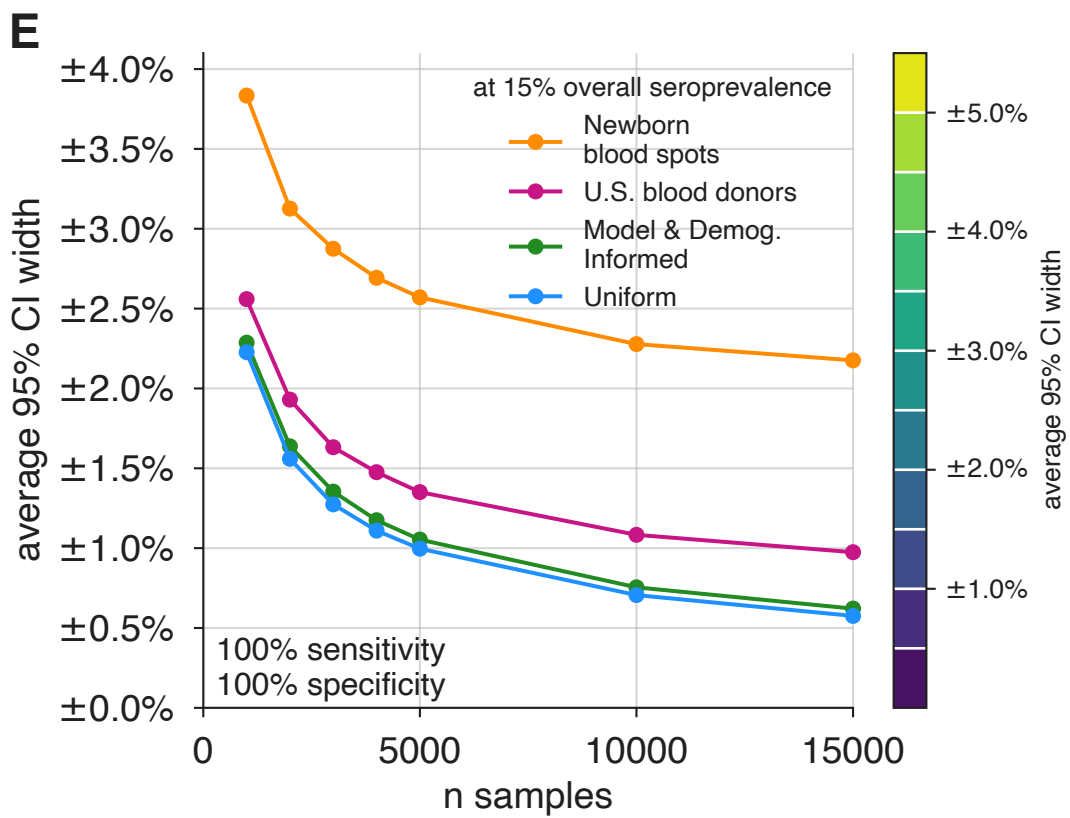 E
±4.0%
±3.5%
±3.0%
±2.5%
±2.0%
±1.5%
±1.0%
±0.5%
±0.0%
average 95% CI width
at 15% overall seroprevalence
Newborn
blood spots
U.S. blood donors
Model & Demog.
Informed
Uniform
100% sensitivity
100% specificity
0
5000
10000
15000
n samples
±5.0%
±4.0%
±3.0%
±2.0%
±1.0%
average 95% CI width